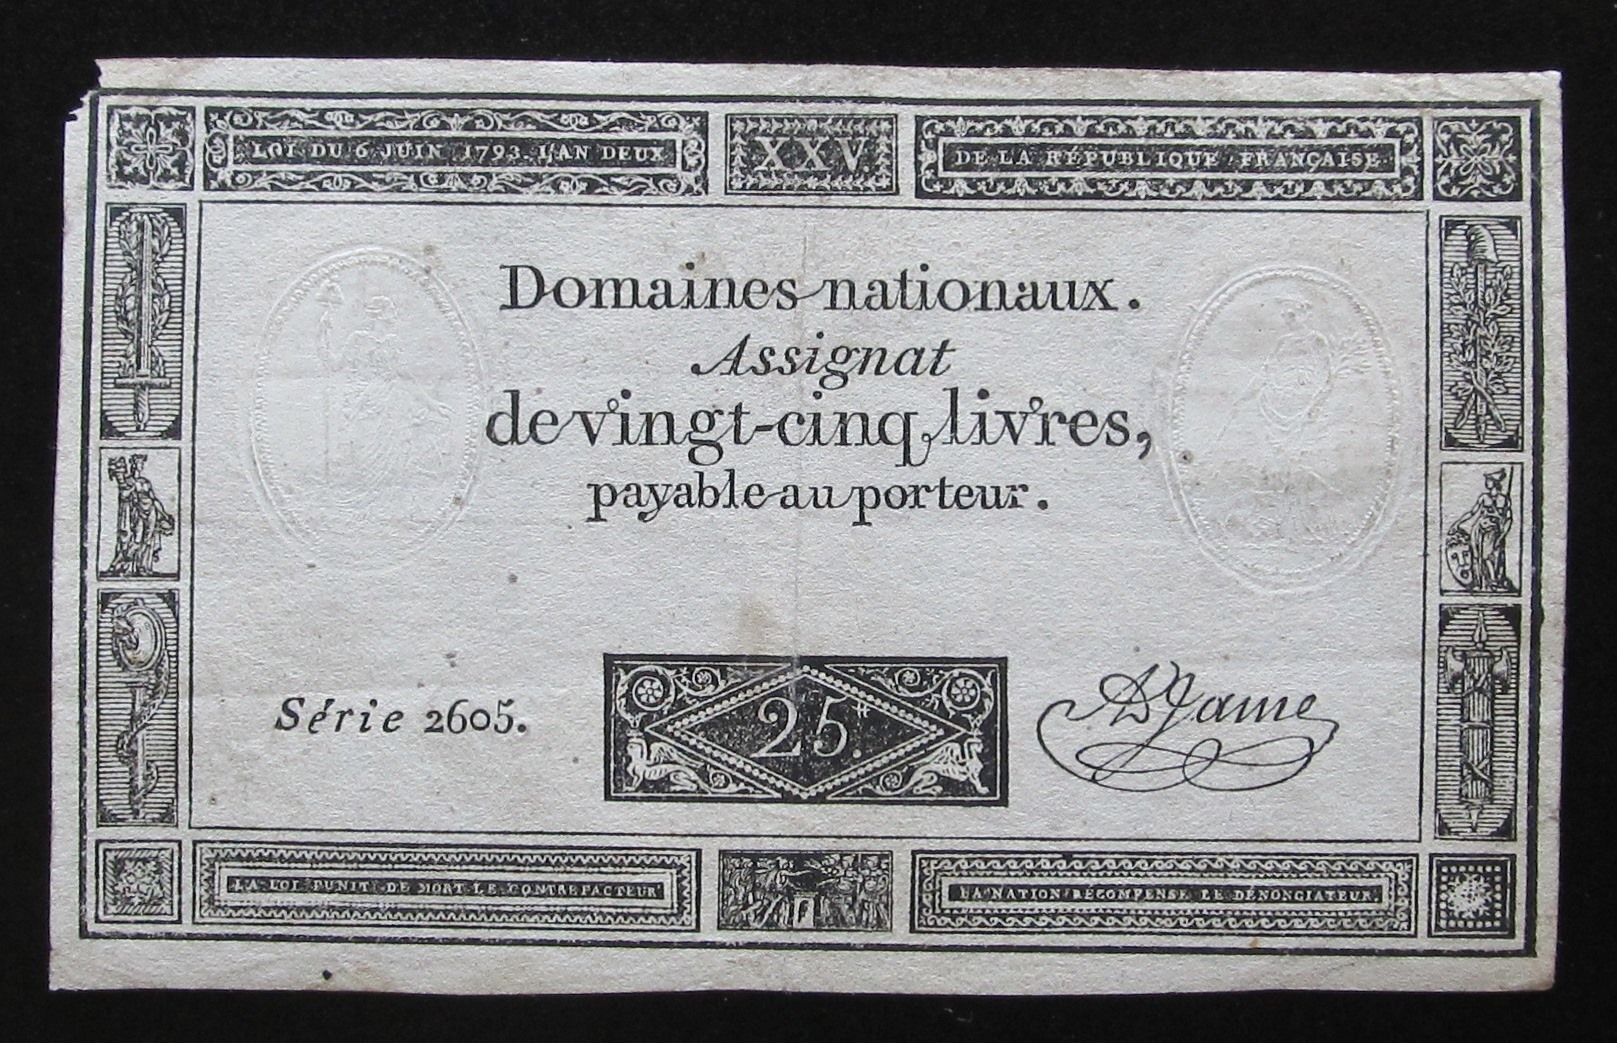 LOI DU 6 JUIN 1793. L'AN DEUX
XXV
DE LA RÉPUBLIQUE FRANÇAISE
Domaines nationaux.
Assignat
de vingt-cinq livres,
payable au porteur.
Série 2605.
25.#
A Jame
LA LOI PUNIT DE MORT LE CONTREFACTEUR
LA NATION RÉCOMPENSE LE DÉNONCIATEUR.